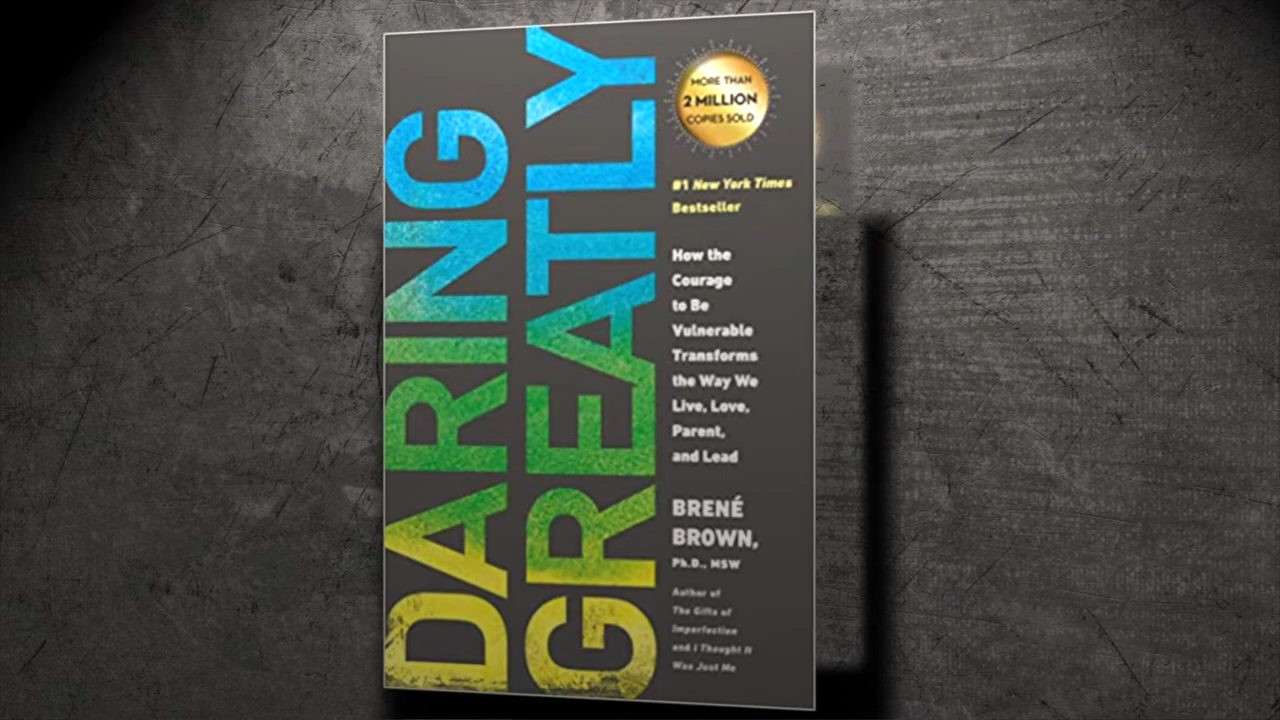 DARING
GREATLY
MORE THAN
2 MILLION
COPIES SOLD
#1 New York Times
Bestseller
How the
Courage
to Be
Vulnerable
Transforms
the Way We
Live, Love,
Parent,
and Lead
BRENÉ
BROWN,
Ph.D., MSW
Author of
The Gifts of
Imperfection
and I Thought It
Was Just Me